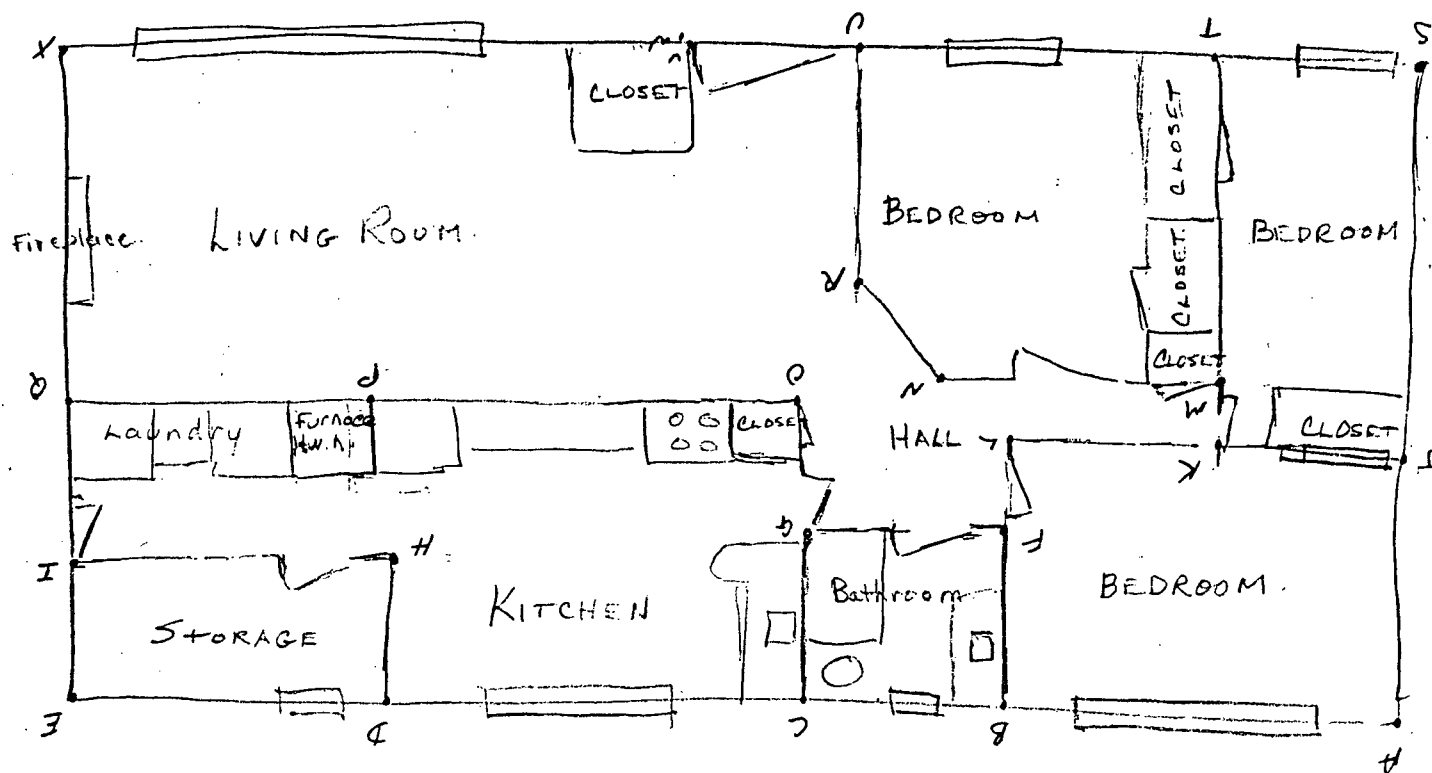 X
U
T
S
CLOSET
CLOSET
Fireplace.
LIVING ROOM.
BEDROOM
BEDROOM
R
CLOSET
CLOSET
Q
P
O
N
M
Laundry
Furnace
H.W.H
CLOSET
HALL
Y
K
CLOSET
J
G
F
I
H
STORAGE
KITCHEN
Bathroom
BEDROOM.
E
D
C
B
A